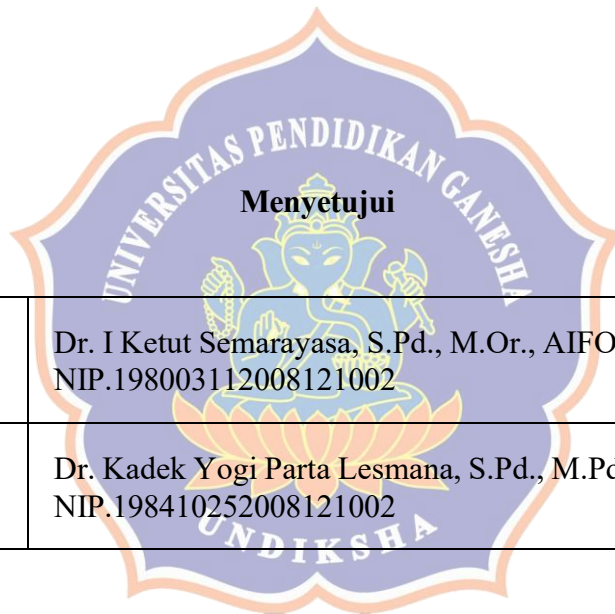 UNIVERSITAS PENDIDIKAN GANESHA
Menyetujui
Dr. I Ketut Semarayasa, S.Pd., M.Or., AIFO
NIP.198003112008121002
Dr. Kadek Yogi Parta Lesmana, S.Pd., M.Pd
NIP.198410252008121002
UNDIKSHA